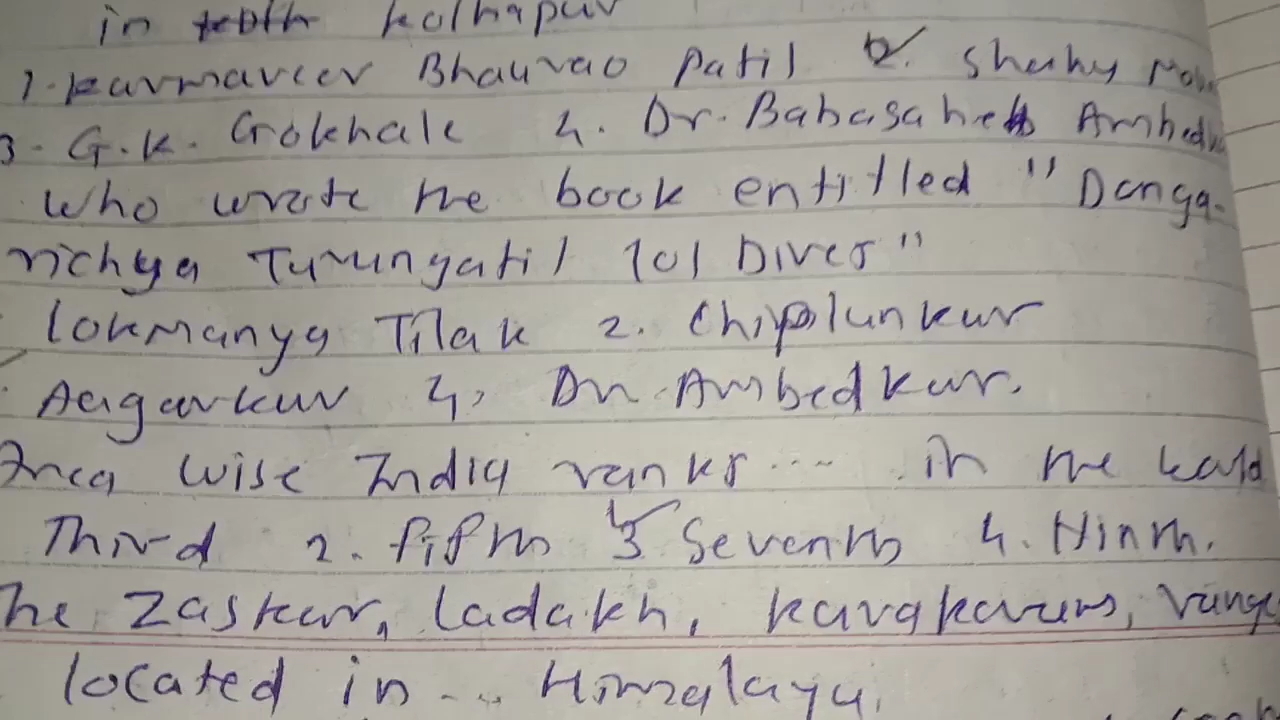 in kolhapur
1. Karmaveer Bhaurao Patil 2. Shahu
3. G.K. Gokhale 4. Dr. Babasaheb Ambed
Who wrote the book entitled "Donga-
richya Turungatil 101 Dives"
Lokmanya Tilak 2. Chiplunkar
Aagarkar 4. Dr. Ambedkar.
Area wise India ranks .... in the
Third 2. fifth 3 Seventh 4. Ninth.
The Zaskar, Ladakh, Karakaram, range
located in ... Himalaya.